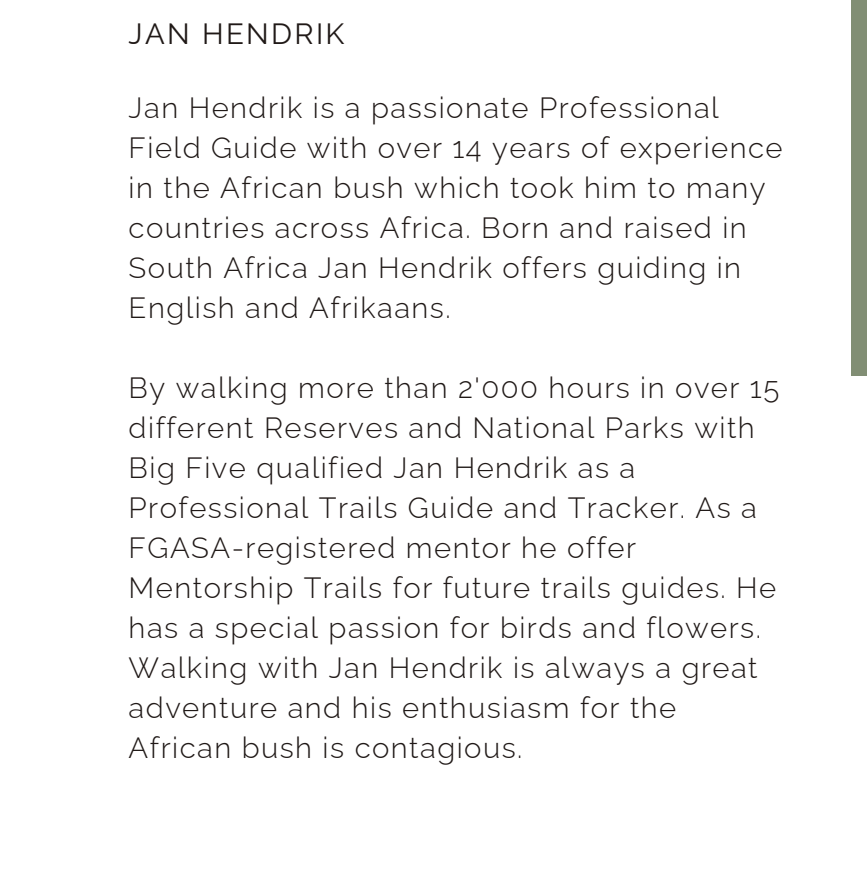 JAN HENDRIK
Jan Hendrik is a passionate Professional
Field Guide with over 14 years of experience
in the African bush which took him to many
countries across Africa. Born and raised in
South Africa Jan Hendrik offers guiding in
English and Afrikaans.
By walking more than 2'000 hours in over 15
different Reserves and National Parks with
Big Five qualified Jan Hendrik as a
Professional Trails Guide and Tracker. As a
FGASA-registered mentor he offer
Mentorship Trails for future trails guides. He
has a special passion for birds and flowers.
Walking with Jan Hendrik is always a great
adventure and his enthusiasm for the
African bush is contagious.